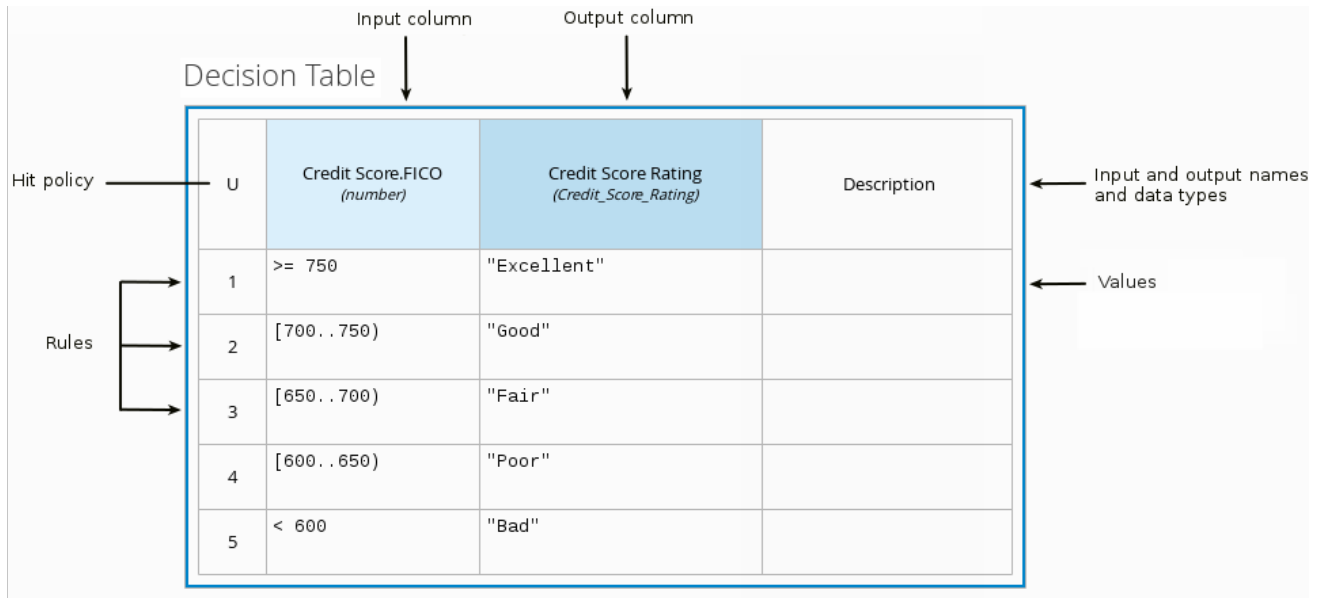 Input column
Output column
Decision Table
Hit policy
U
Credit Score.FICO
(number)
Credit Score Rating
(Credit_Score_Rating)
Description
Input and output names
and data types
1
>= 750
"Excellent"
Values
Rules
2
[700..750)
"Good"
3
[650..700)
"Fair"
4
[600..650)
"Poor"
5
< 600
"Bad"